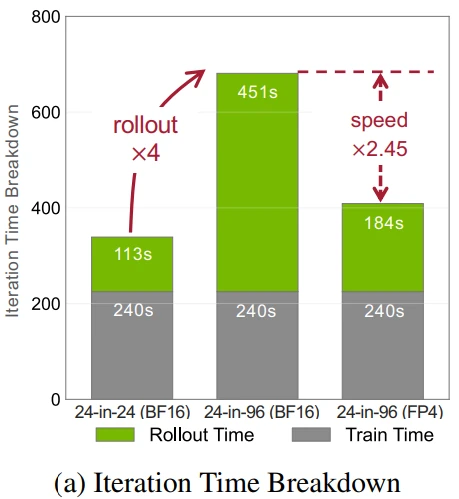 800
600
400
200
0
Iteration Time Breakdown
rollout
×4
451s
speed
×2.45
113s
184s
240s
240s
240s
24-in-24 (BF16)
24-in-96 (BF16)
24-in-96 (FP4)
Rollout Time
Train Time
(a) Iteration Time Breakdown